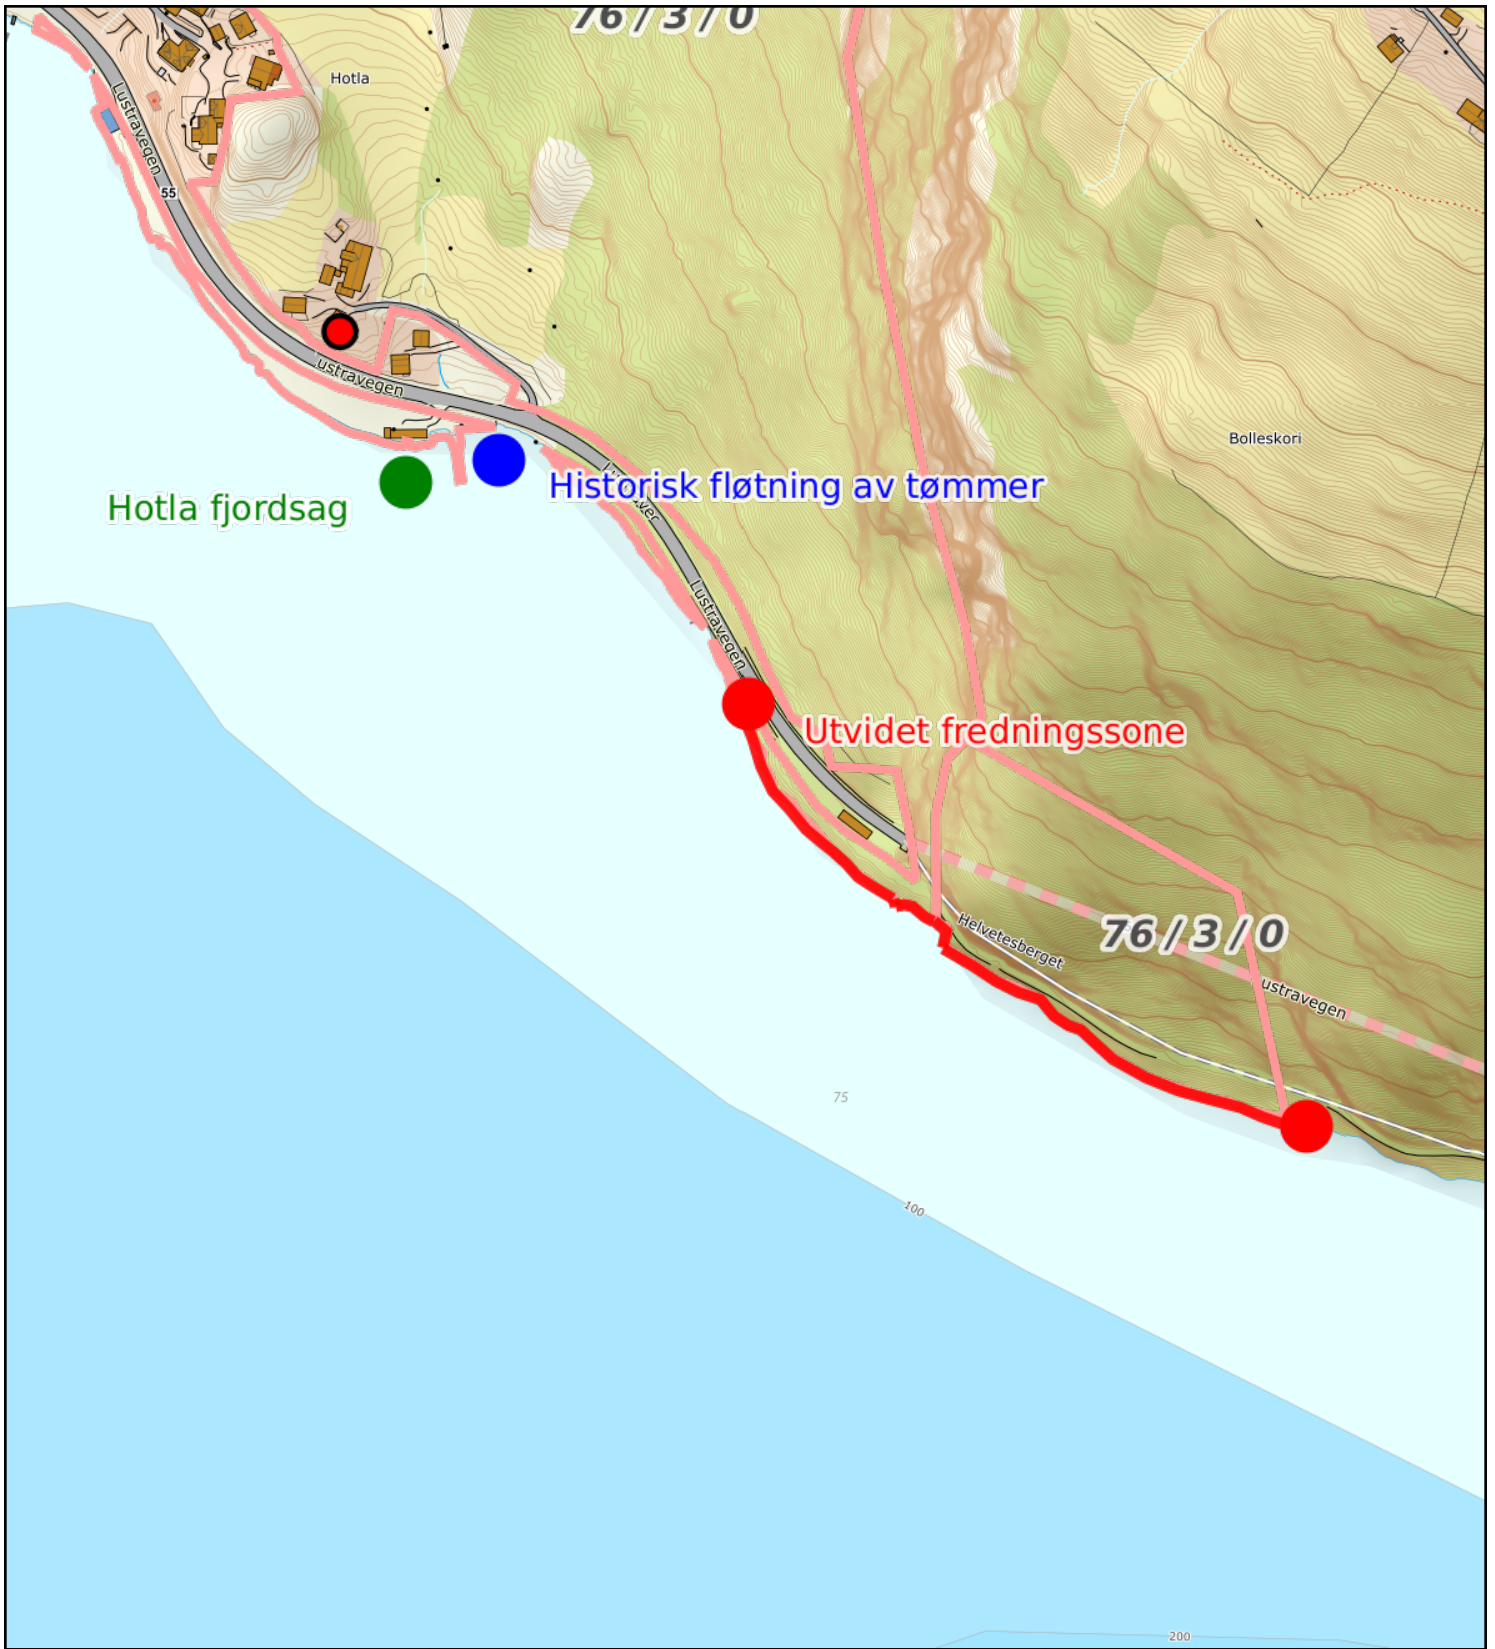 76 / 3 / 0
Hotla
Lustravegen
55
ustravegen
Bolleskori
Historisk fløtning av tømmer
Hotla fjordsag
Lustravegen
Utvidet fredningssone
Helvetesberget
76 / 3 / 0
ustravegen
75
100
200